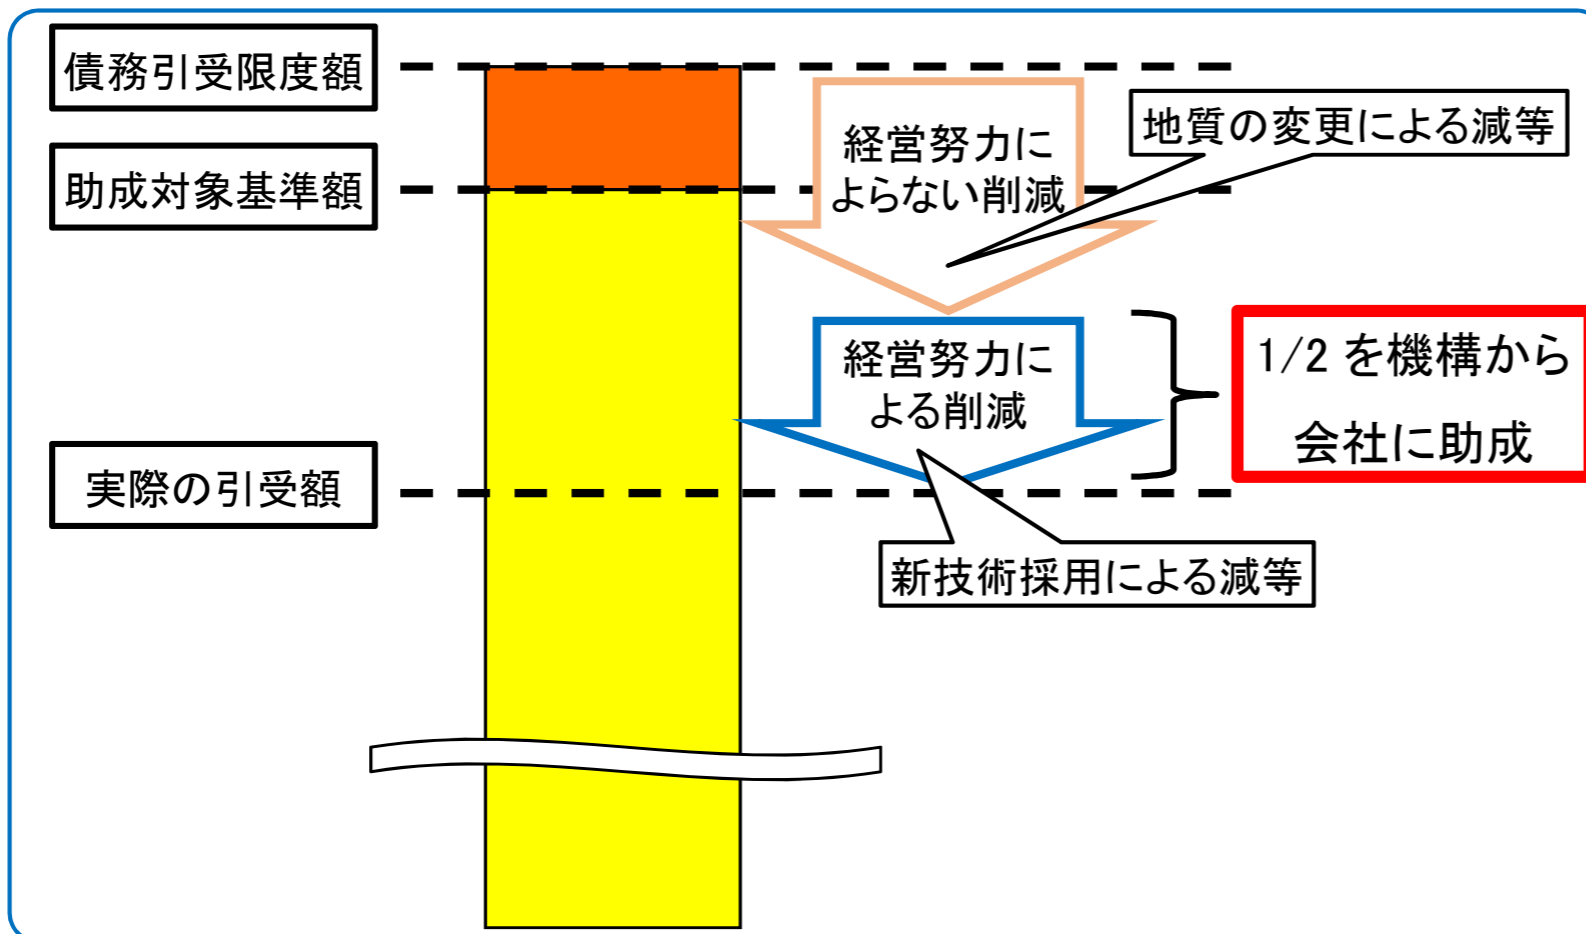 債務引受限度額
助成対象基準額
経営努力に
よらない削減
地質の変更による減等
経営努力に
よる削減
1/2 を機構から
会社に助成
実際の引受額
新技術採用による減等